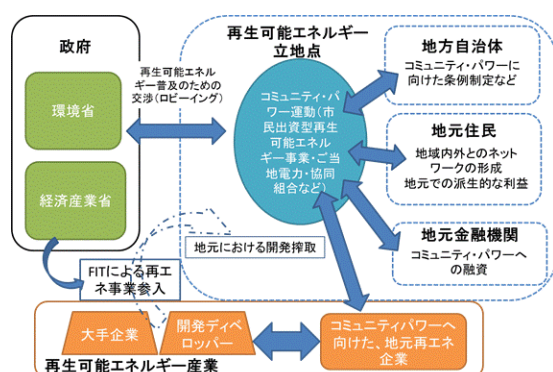 政府
環境省
経済産業省
再生可能エネル
ギー普及のための
交渉(ロビーイング)
再生可能エネルギー
立地点
コミュニティ・パ
ワー運動(市
民出資型再生
可能エネル
ギー事業・ご当
地電力・協同
組合など)
地方自治体
コミュニティ・パワーに
向けた条例制定など
地元住民
地域内外とのネット
ワークの形成
地元での派生的な利益
地元金融機関
コミュニティ・パワーへ
の融資
地元における開発搾取
FITによる再エ
ネ事業参入
大手企業
開発ディベ
ロッパー
コミュニティパワーへ
向けた、地元再エネ
企業
再生可能エネルギー産業